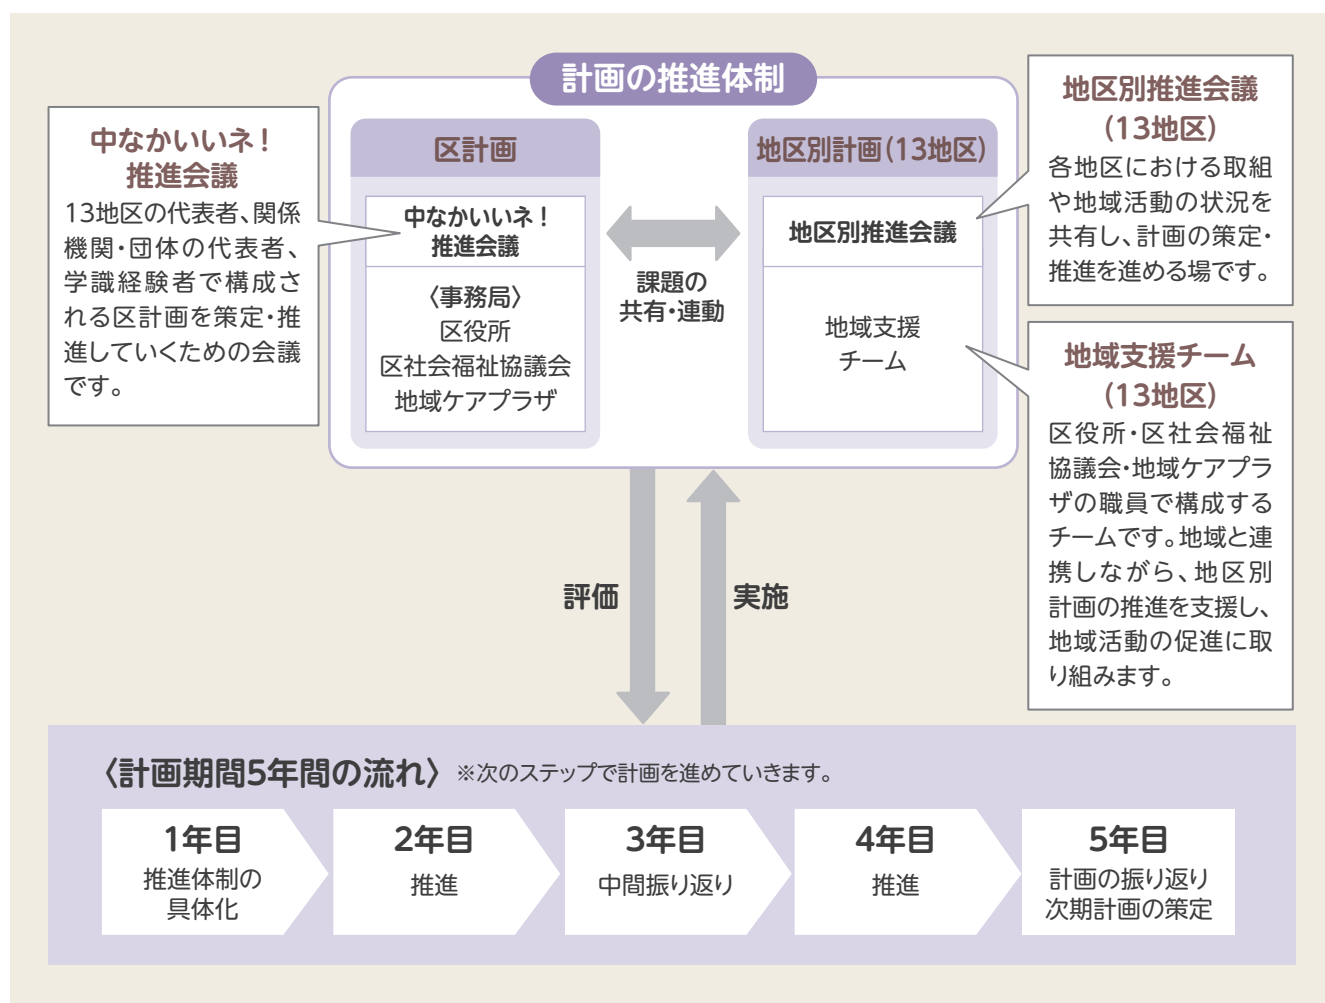 計画の推進体制
中なかいいネ！
推進会議
13地区の代表者、関係
機関・団体の代表者、
学識経験者で構成さ
れる区計画を策定・推
進していくための会議
です。
区計画
中なかいいネ！
推進会議
〈事務局〉
区役所
区社会福祉協議会
地域ケアプラザ
課題の
共有・連動
地区別計画（13地区）
地区別推進会議
地域支援
チーム
地区別推進会議
（13地区）
各地区における取組
や地域活動の状況を
共有し、計画の策定・
推進を進める場です。
地域支援チーム
（13地区）
区役所・区社会福祉
協議会・地域ケアプラ
ザの職員で構成する
チームです。地域と連
携しながら、地区別
計画の推進を支援し、
地域活動の促進に取
り組みます。
評価
実施
〈計画期間5年間の流れ〉 ※次のステップで計画を進めていきます。
1年目
推進体制の
具体化
2年目
推進
3年目
中間振り返り
4年目
推進
5年目
計画の振り返り
次期計画の策定